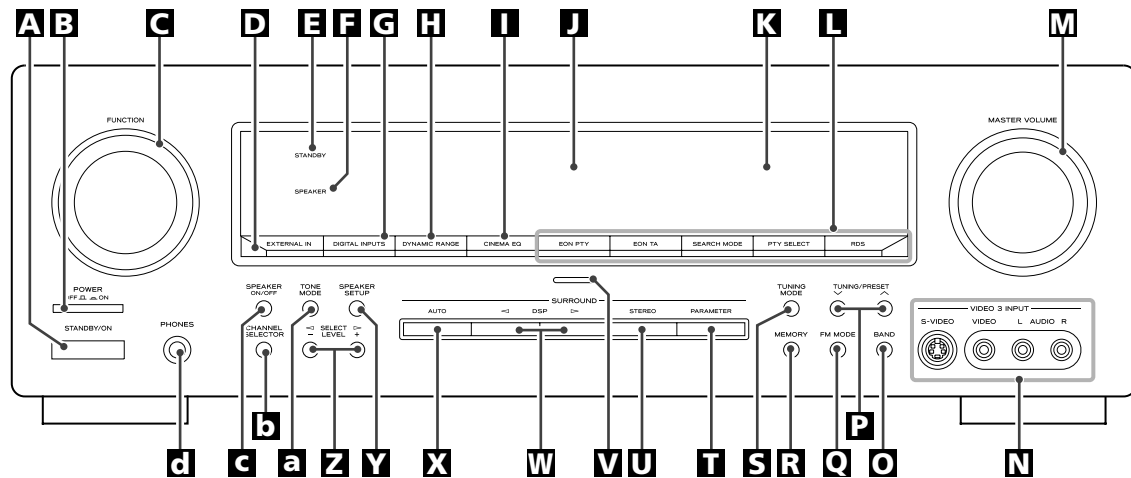 A B C D E F G H I J K L M
FUNCTION
MASTER VOLUME
STANDBY
SPEAKER
EXTERNAL IN DIGITAL INPUTS DYNAMIC RANGE CINEMA EQ EON PTY EON TA SEARCH MODE PTY SELECT RDS
POWER
OFF ON
STANDBY/ON
PHONES
SPEAKER
ON/OFF
TONE
MODE
SPEAKER
SETUP
CHANNEL
SELECTOR
SELECT
LEVEL
− +
SURROUND
AUTO DSP STEREO PARAMETER
TUNING
MODE
TUNING/PRESET
MEMORY FM MODE BAND
VIDEO 3 INPUT
S-VIDEO VIDEO L AUDIO R
d c b a Z Y X W V U T S R Q P O N